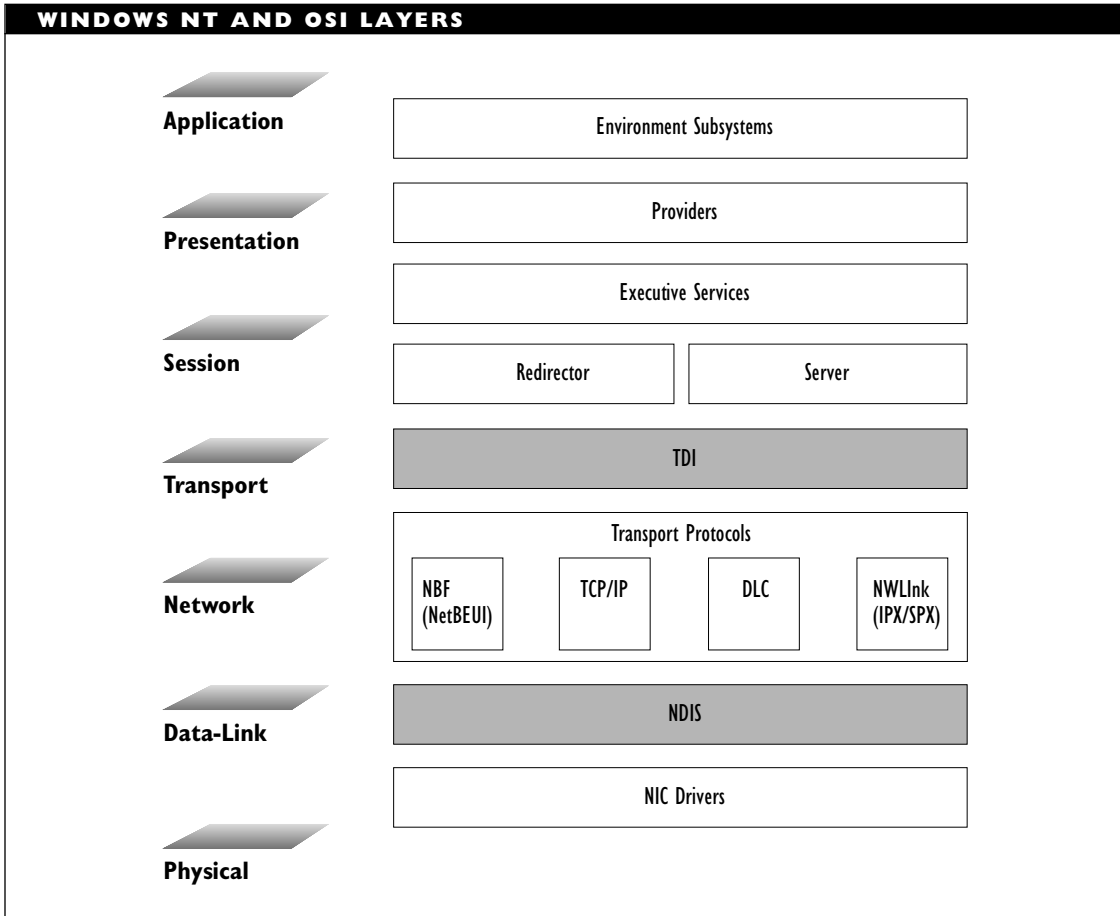 WINDOWS NT AND OSI LAYERS
Application
Environment Subsystems
Providers
Presentation
Executive Services
Session
Redirector
Server
TDI
Transport
Transport Protocols
NBF
(NetBEUI)
TCP/IP
DLC
NWLInk
(IPX/SPX)
Network
NDIS
Data-Link
NIC Drivers
Physical